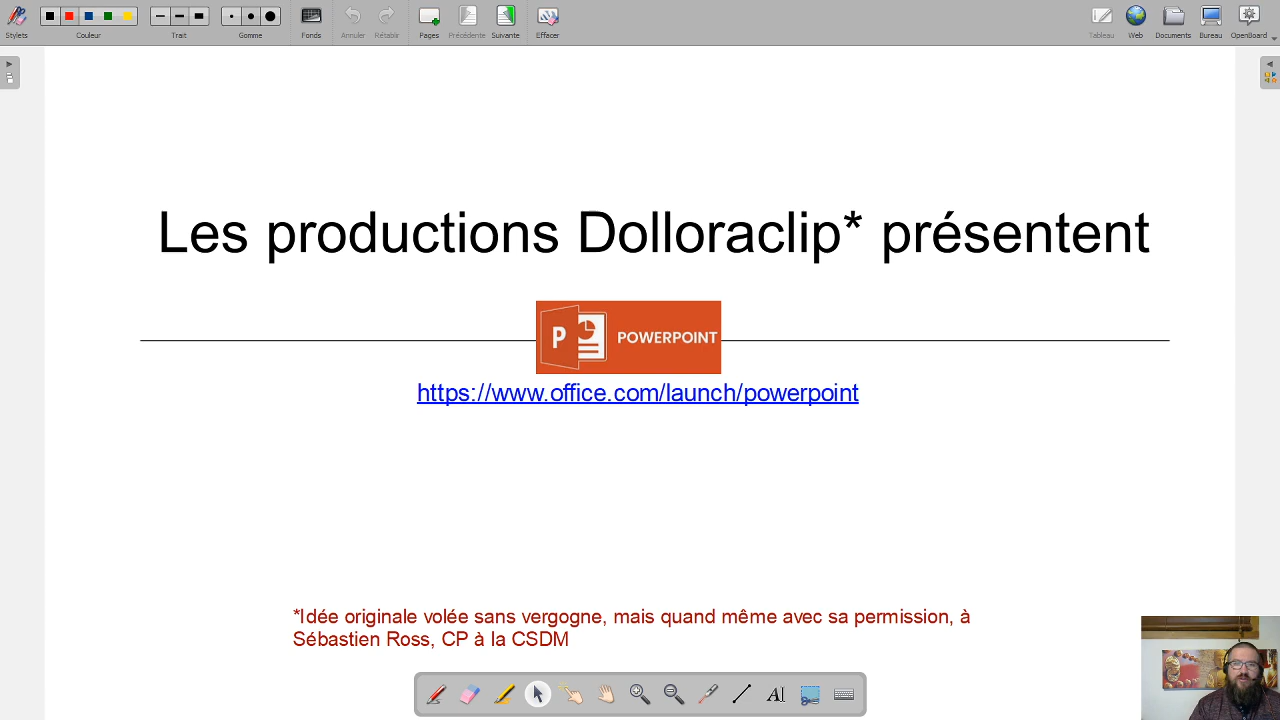 Stylets
Couleur
Trait
Gomme
Fonds
Annuler
Rétablir
Pages
Précédente
Suivante
Effacer
Tableau
Web
Documents
Bureau
OpenBoard
Les productions Dolloraclip* présentent
P POWERPOINT
https://www.office.com/launch/powerpoint
*Idée originale volée sans vergogne, mais quand même avec sa permission, à
Sébastien Ross, CP à la CSDM
AI